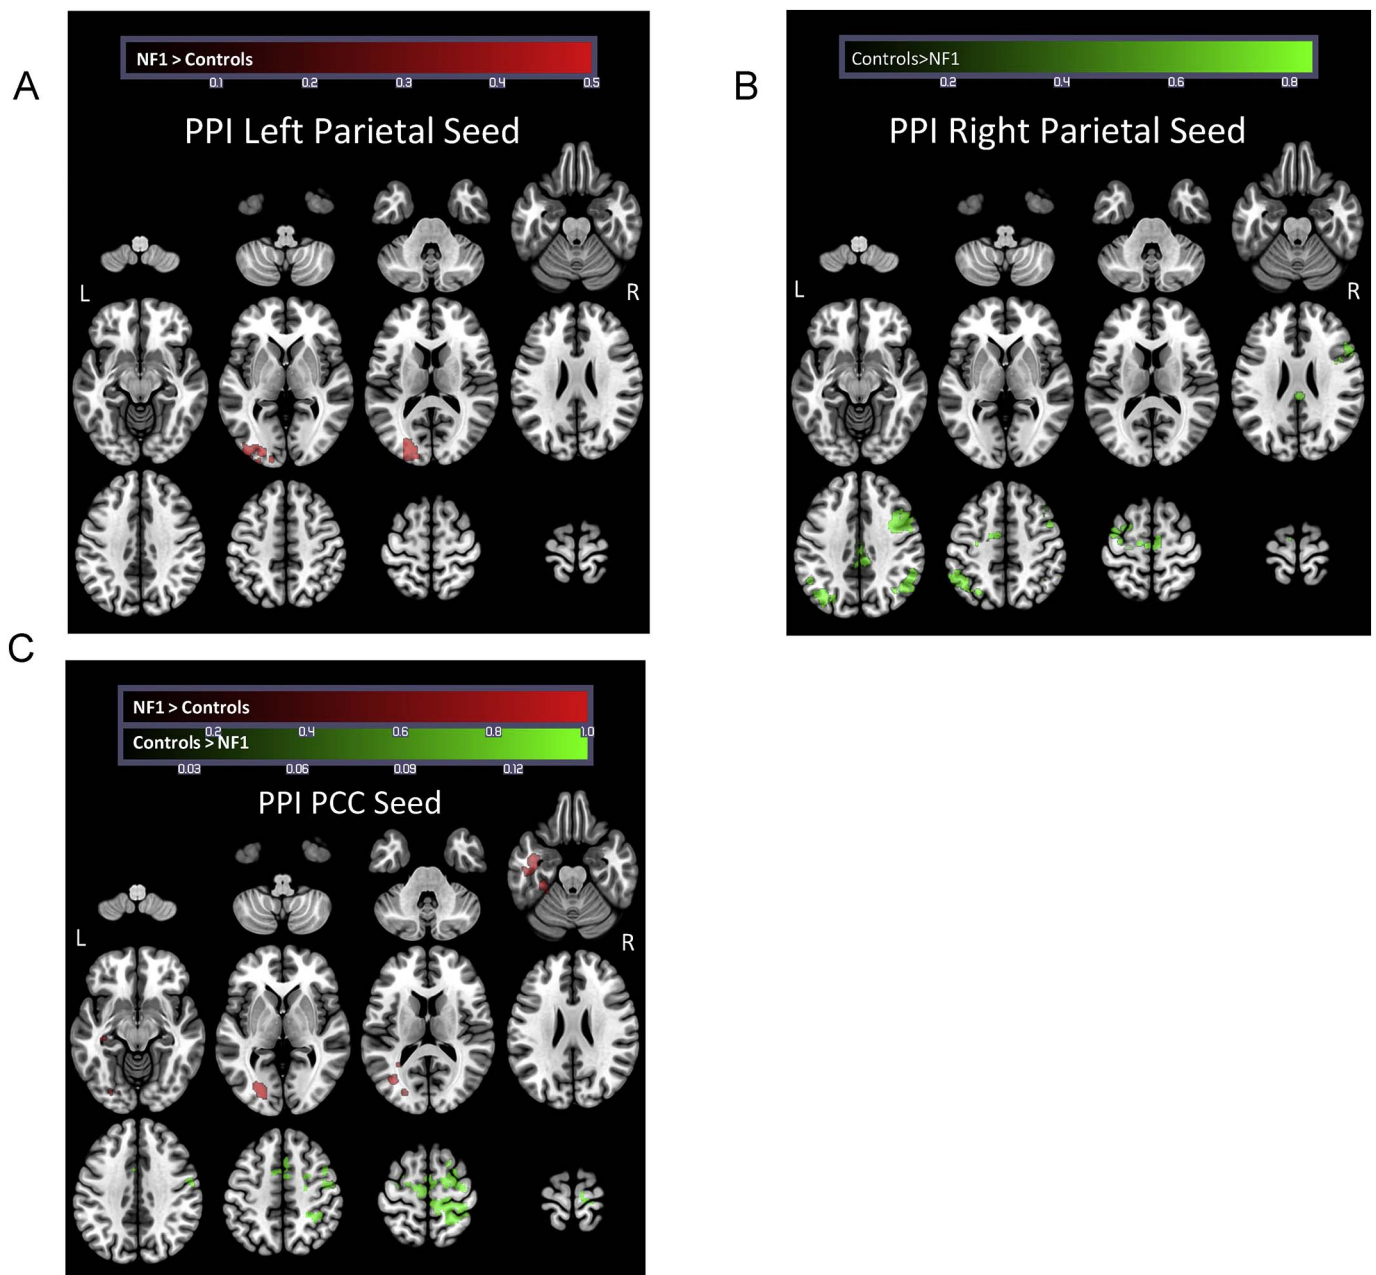 A
NF1 > Controls
0.1 0.2 0.3 0.4 0.5
PPI Left Parietal Seed
L
R
B
Controls>NF1
0.2 0.4 0.6 0.8
PPI Right Parietal Seed
L
R
C
NF1 > Controls
0.2 0.4 0.6 0.8 1.0
Controls > NF1
0.03 0.06 0.09 0.12
PPI PCC Seed
L
R